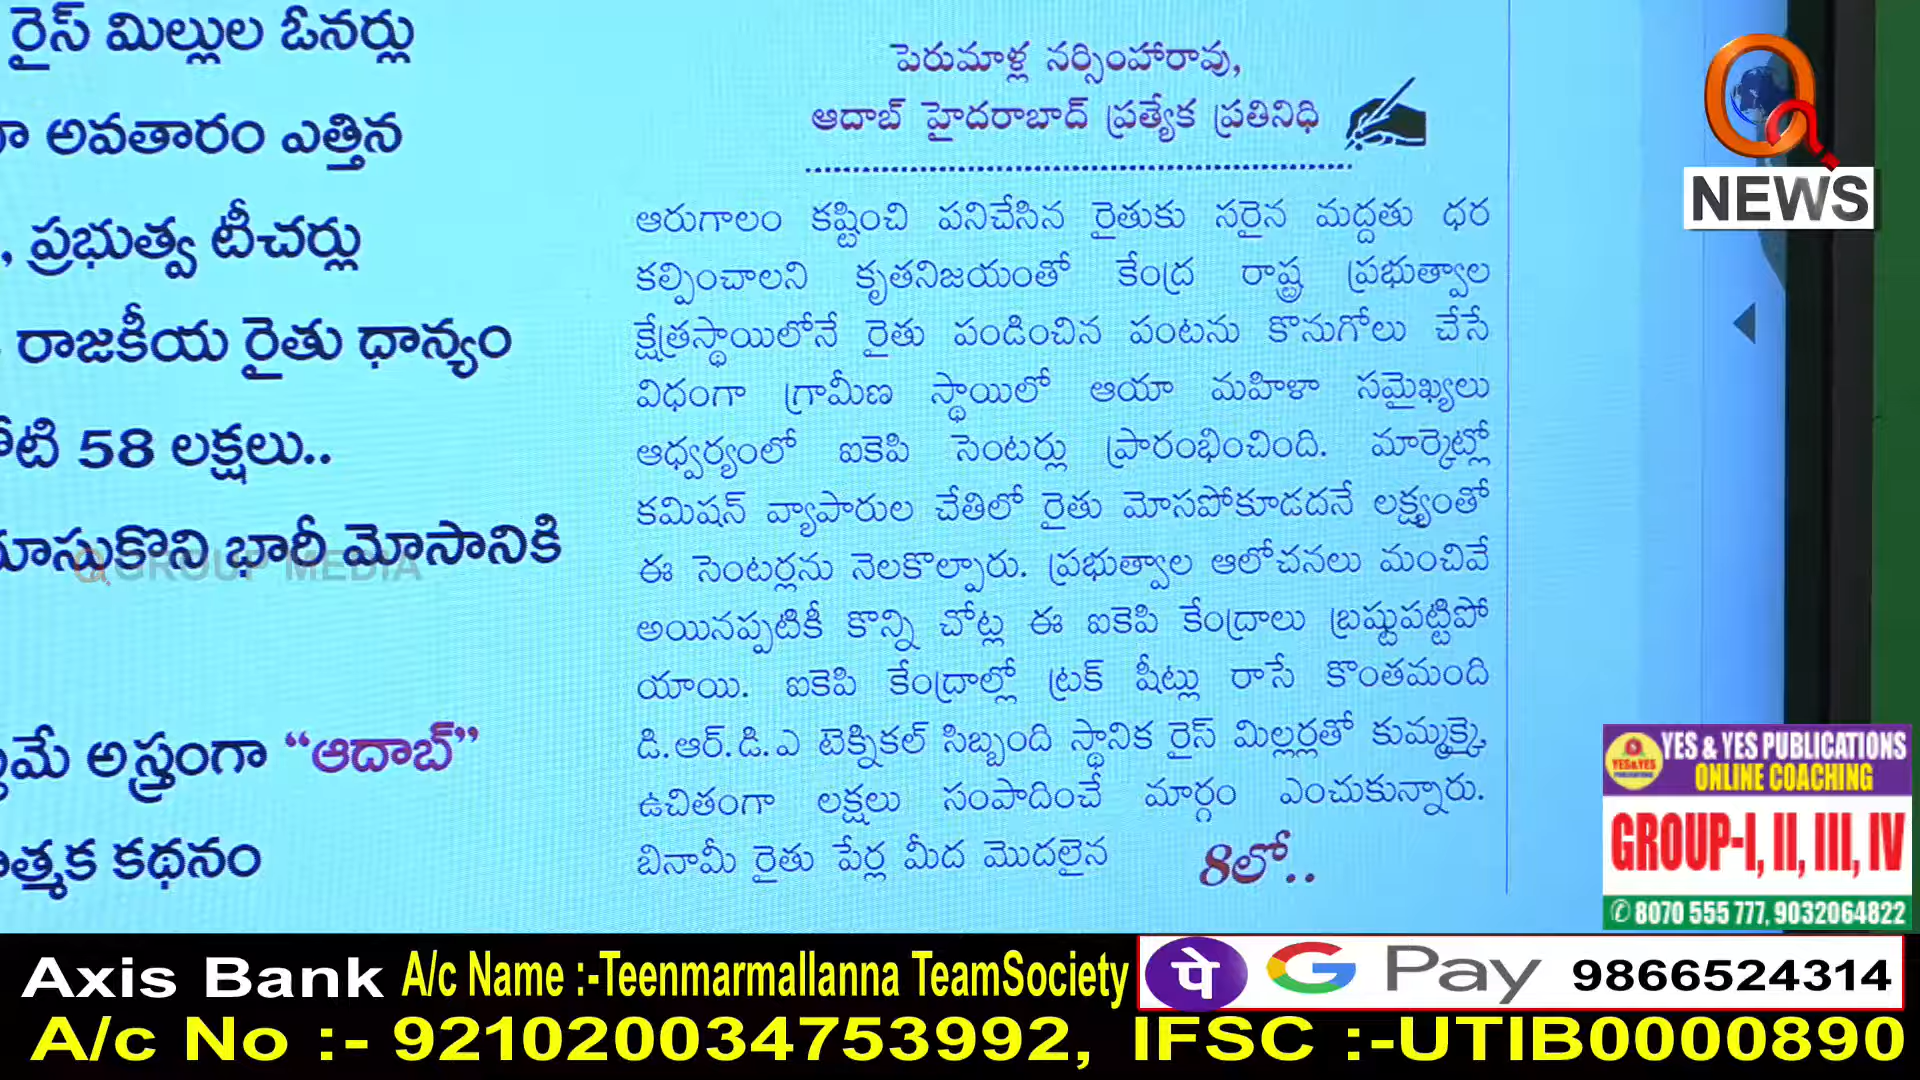 రైస్ మిల్లుల ఓనర్లు
అవతారం ఎత్తిన
, ప్రభుత్వ టీచర్లు
రాజకీయ రైతు ధాన్యం
58 లక్షలు..
భారీ మోసానికి
అస్త్రంగా “ఆదాబ్”
కథనం
పెరుమాళ్ల నర్సింహారావు,
ఆదాబ్ హైదరాబాద్ ప్రత్యేక ప్రతినిధి
ఆరుగాలం కష్టించి పనిచేసిన రైతుకు సరైన మద్దతు ధర
కల్పించాలని కృతనిజయంతో కేంద్ర రాష్ట్ర ప్రభుత్వాల
క్షేత్రస్థాయిలోనే రైతు పండించిన పంటను కొనుగోలు చేసే
విధంగా గ్రామీణ స్థాయిలో ఆయా మహిళా సమైఖ్యలు
ఆధ్వర్యంలో ఐకెపి సెంటర్లు ప్రారంభించింది. మార్కెట్లో
కమిషన్ వ్యాపారుల చేతిలో రైతు మోసపోకూడదనే లక్ష్యంతో
ఈ సెంటర్లను నెలకొల్పారు. ప్రభుత్వాల ఆలోచనలు మంచివే
అయినప్పటికీ కొన్ని చోట్ల ఈ ఐకెపి కేంద్రాలు బ్రష్టుపట్టిపో
యాయి. ఐకెపి కేంద్రాల్లో ట్రక్ షీట్లు రాసే కొంతమంది
డి.ఆర్.డి.ఎ టెక్నికల్ సిబ్బంది స్థానిక రైస్ మిల్లర్లతో కుమ్మక్కై
ఉచితంగా లక్షలు సంపాదించే మార్గం ఎంచుకున్నారు.
బినామీ రైతు పేర్ల మీద మొదలైన 8లో..
Q
NEWS
Q GROUP MEDIA
YES & YES PUBLICATIONS
ONLINE COACHING
GROUP-I, II, III, IV
✆ 8070 555 777, 9032064822
Axis Bank A/c Name :-Teenmarmallanna TeamSociety
पे G Pay 9866524314
A/c No :- 921020034753992, IFSC :-UTIB0000890